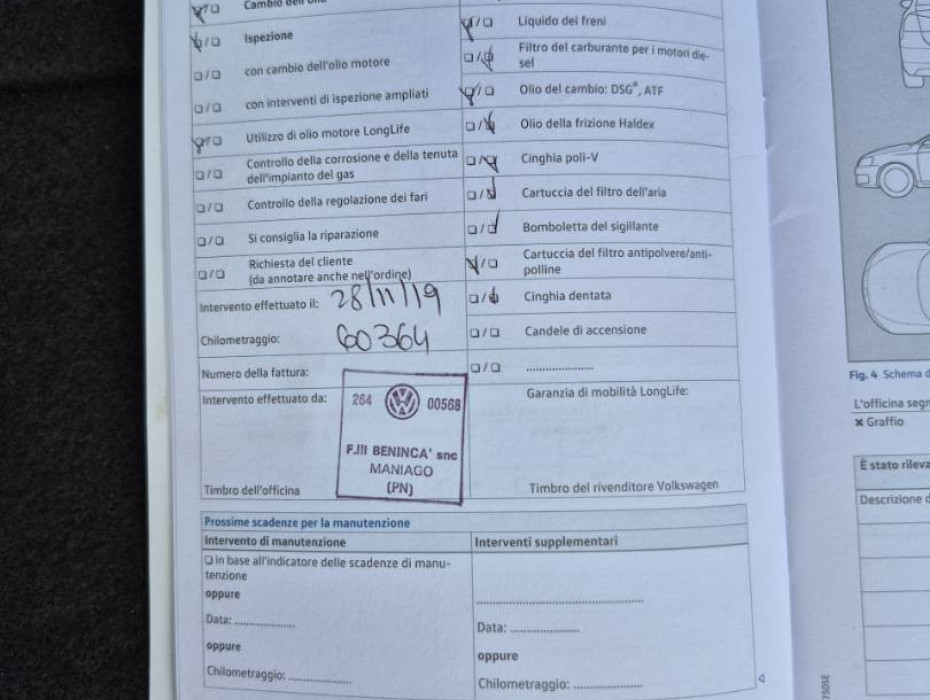 Cambio dell'olio
Ispezione
con cambio dell'olio motore
con interventi di ispezione ampliati
Utilizzo di olio motore LongLife
Controllo della corrosione e della tenuta
dell'impianto del gas
Controllo della regolazione dei fari
Si consiglia la riparazione
Richiesta del cliente
(da annotare anche nell'ordine)
Intervento effettuato il: 28/11/19
Chilometraggio: 60364
Numero della fattura:
Intervento effettuato da:
264 00568
F.lli BENINCA' snc
MANIAGO
(PN)
Timbro dell'officina
Liquido dei freni
Filtro del carburante per i motori die-
sel
Olio del cambio: DSG®, ATF
Olio della frizione Haldex
Cinghia poli-V
Cartuccia del filtro dell'aria
Bomboletta del sigillante
Cartuccia del filtro antipolvere/anti-
polline
Cinghia dentata
Candele di accensione
Garanzia di mobilità LongLife:
Timbro del rivenditore Volkswagen
Prossime scadenze per la manutenzione
Intervento di manutenzione
in base all'indicatore delle scadenze di manu-
tenzione
oppure
Data:
oppure
Chilometraggio:
Interventi supplementari
Data:
oppure
Chilometraggio:
Fig. 4 Schema
L'officina
Graffio
È stato
Descrizione